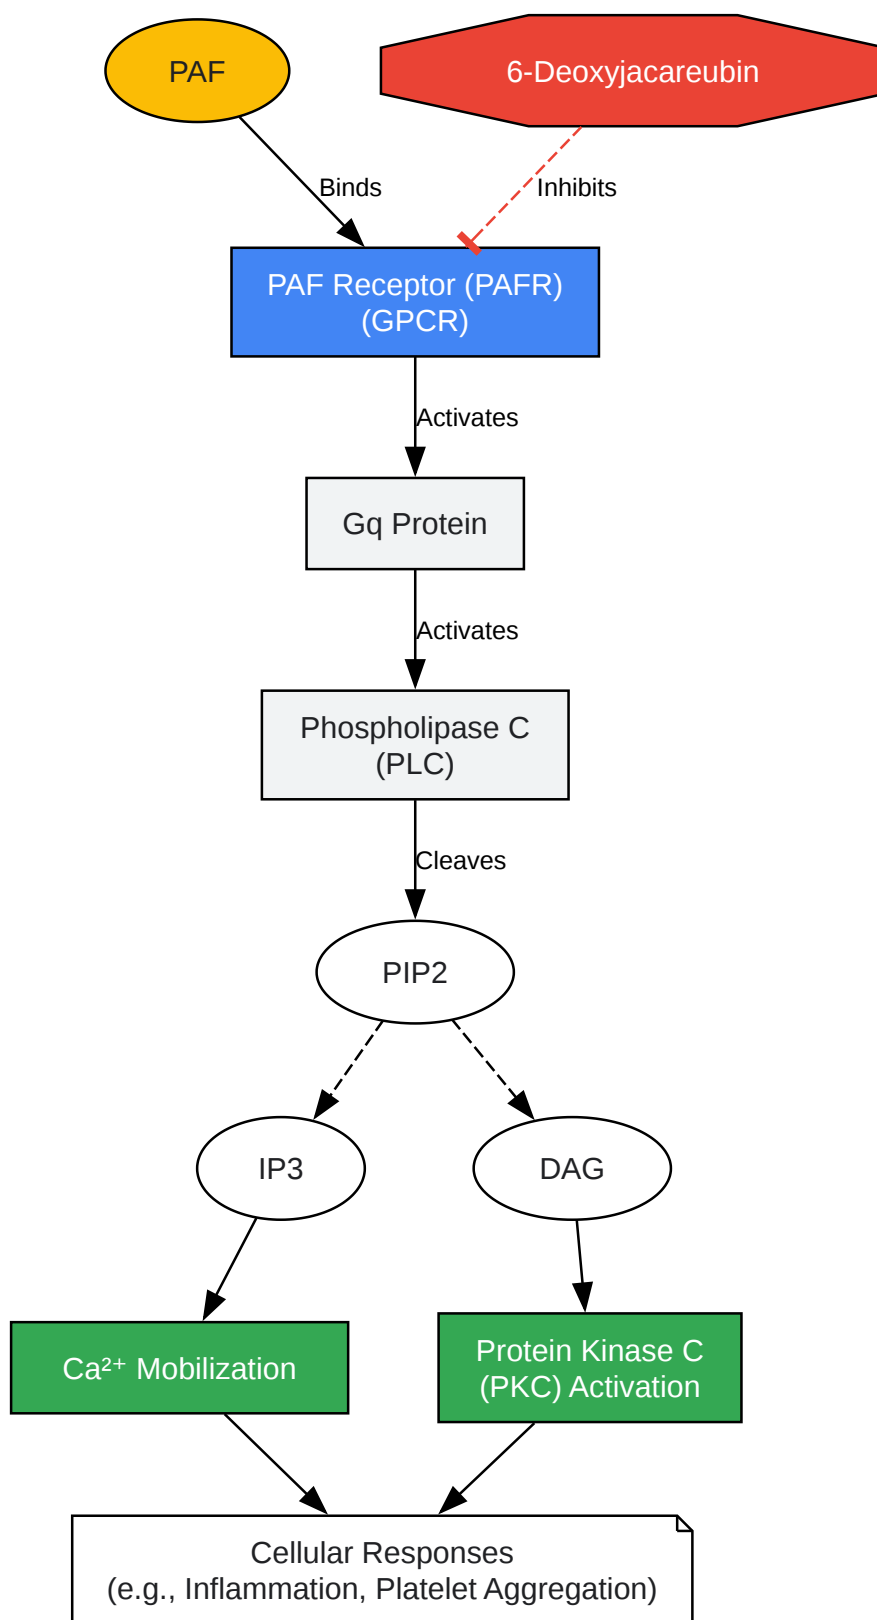 PAF
6-Deoxyjacareubin
Binds
Inhibits
PAF Receptor (PAFR)
(GPCR)
Activates
Gq Protein
Activates
Phospholipase C
(PLC)
Cleaves
PIP2
IP3
DAG
Ca²⁺ Mobilization
Protein Kinase C
(PKC) Activation
Cellular Responses
(e.g., Inflammation, Platelet Aggregation)